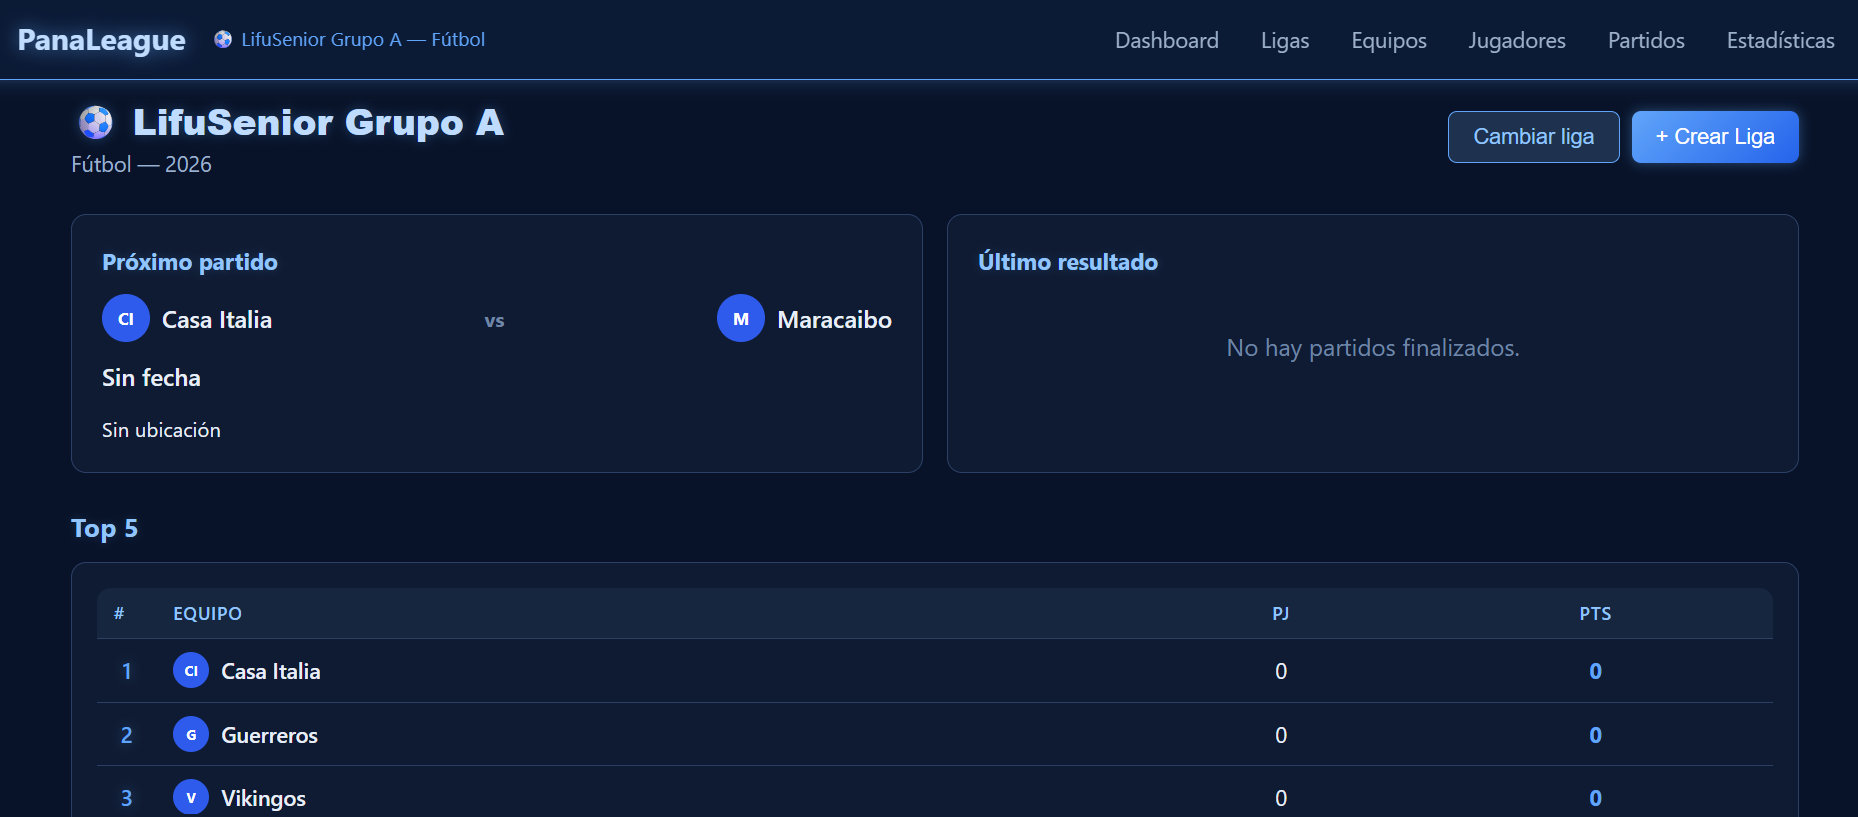 PanaLeague
LifuSenior Grupo A — Fútbol
Dashboard
Ligas
Equipos
Jugadores
Partidos
Estadísticas
LifuSenior Grupo A
Fútbol — 2026
Cambiar liga
+ Crear Liga
Próximo partido
CI Casa Italia vs M Maracaibo
Sin fecha
Sin ubicación
Último resultado
No hay partidos finalizados.
Top 5
# EQUIPO PJ PTS
1 CI Casa Italia 0 0
2 G Guerreros 0 0
3 V Vikingos 0 0